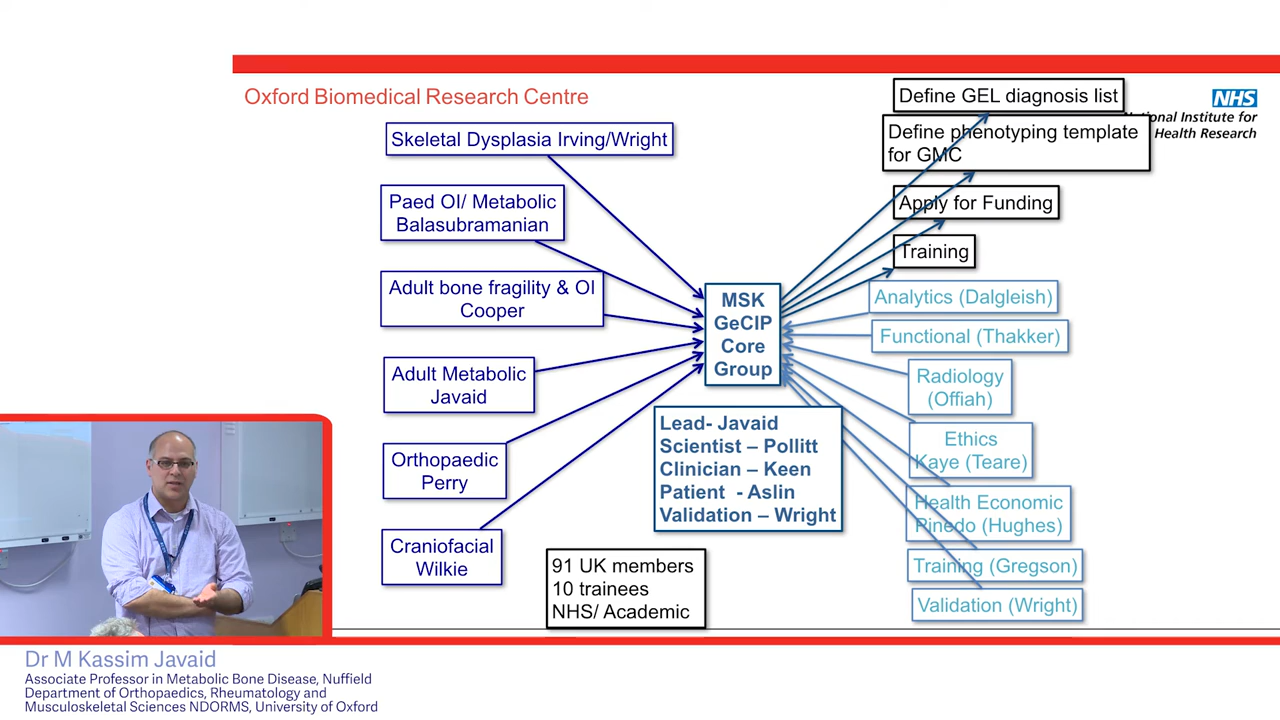 Oxford Biomedical Research Centre
NHS
National Institute for
Health Research
Skeletal Dysplasia Irving/Wright
Paed OI/ Metabolic
Balasubramanian
Adult bone fragility & OI
Cooper
Adult Metabolic
Javaid
Orthopaedic
Perry
Craniofacial
Wilkie
MSK
GeCIP
Core
Group
Lead- Javaid
Scientist – Pollitt
Clinician – Keen
Patient - Aslin
Validation – Wright
91 UK members
10 trainees
NHS/ Academic
Define GEL diagnosis list
Define phenotyping template
for GMC
Apply for Funding
Training
Analytics (Dalgleish)
Functional (Thakker)
Radiology
(Offiah)
Ethics
Kaye (Teare)
Health Economic
Pinedo (Hughes)
Training (Gregson)
Validation (Wright)
Dr M Kassim Javaid
Associate Professor in Metabolic Bone Disease, Nuffield
Department of Orthopaedics, Rheumatology and
Musculoskeletal Sciences NDORMS, University of Oxford